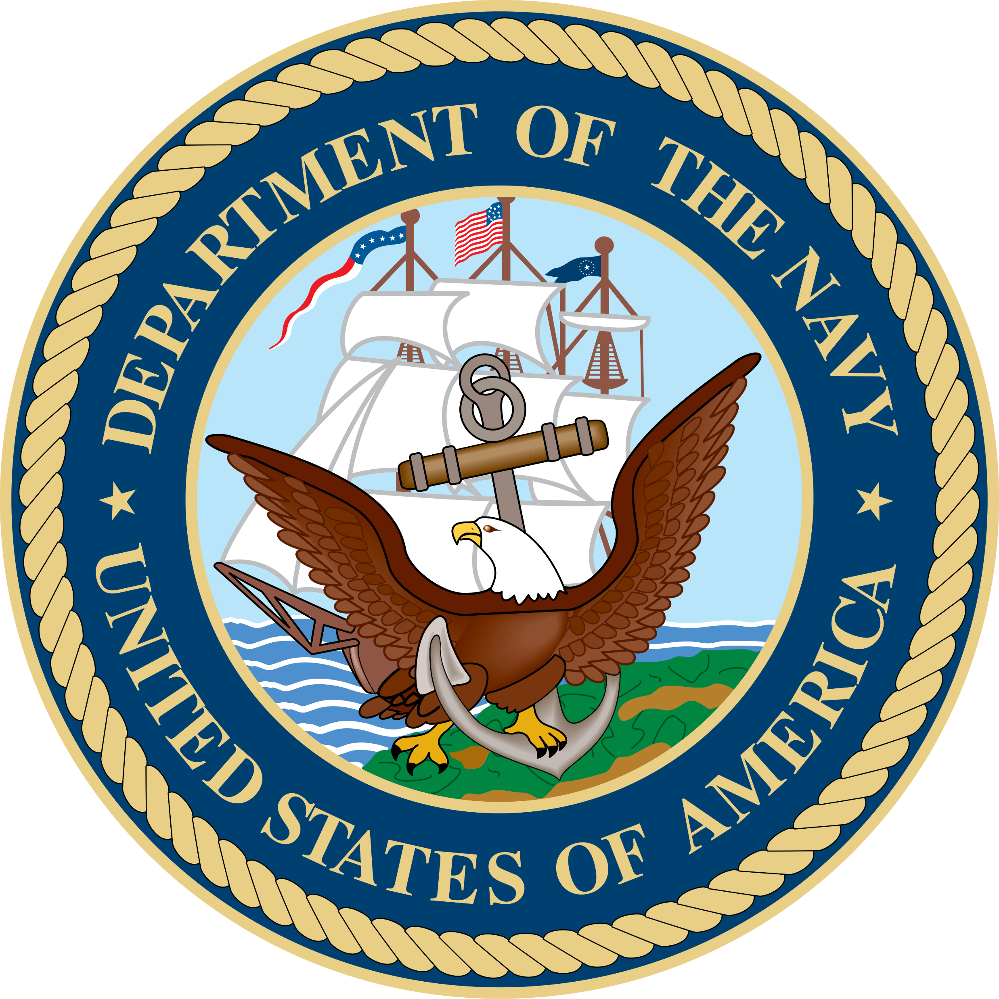 DEPARTMENT OF THE NAVY
UNITED STATES OF AMERICA